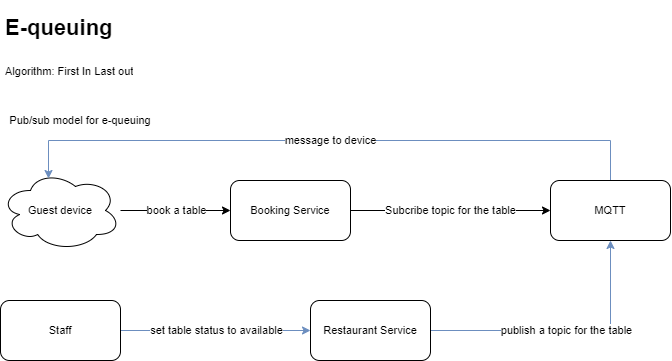 E-queuing
Algorithm: First In Last out
Pub/sub model for e-queuing
message to device
Guest device
book a table
Booking Service
Subcribe topic for the table
MQTT
Staff
set table status to available
Restaurant Service
publish a topic for the table